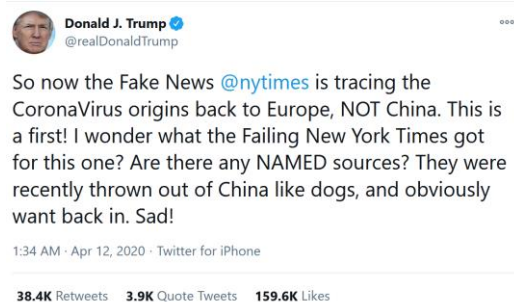 Donald J. Trump
@realDonaldTrump
So now the Fake News @nytimes is tracing the
CoronaVirus origins back to Europe, NOT China. This is
a first! I wonder what the Failing New York Times got
for this one? Are there any NAMED sources? They were
recently thrown out of China like dogs, and obviously
want back in. Sad!
1:34 AM · Apr 12, 2020 · Twitter for iPhone
38.4K Retweets 3.9K Quote Tweets 159.6K Likes